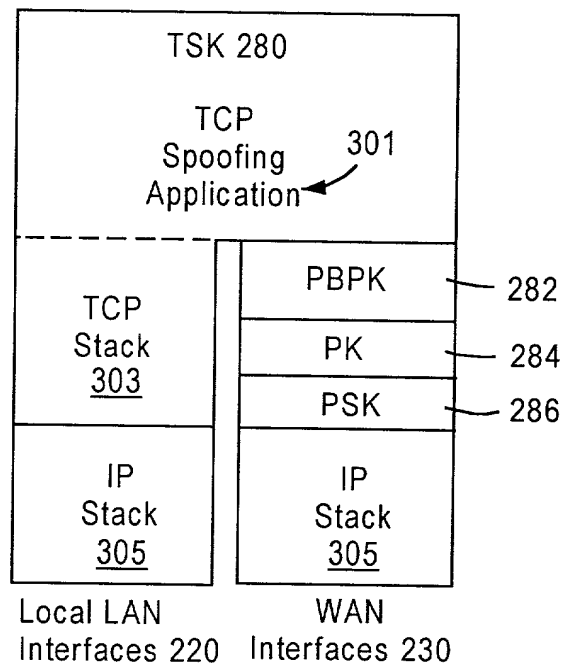 TSK 280
TCP
Spoofing
Application
301
TCP
Stack
303
IP
Stack
305
PBPK
282
PK
284
PSK
286
IP
Stack
305
Local LAN
Interfaces 220
WAN
Interfaces 230